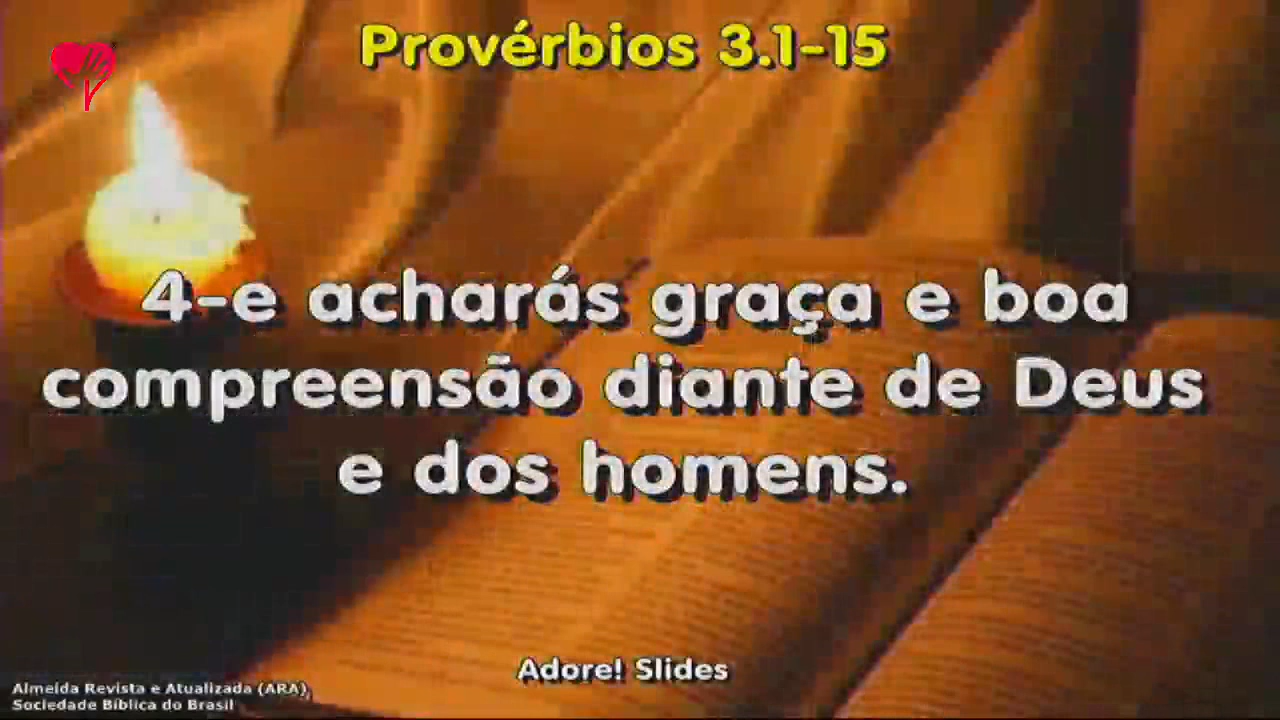 Provérbios 3.1-15
4-e acharás graça e boa
compreensão diante de Deus
e dos homens.
Adore! Slides
Almeida Revista e Atualizada (ARA),
Sociedade Bíblica do Brasil